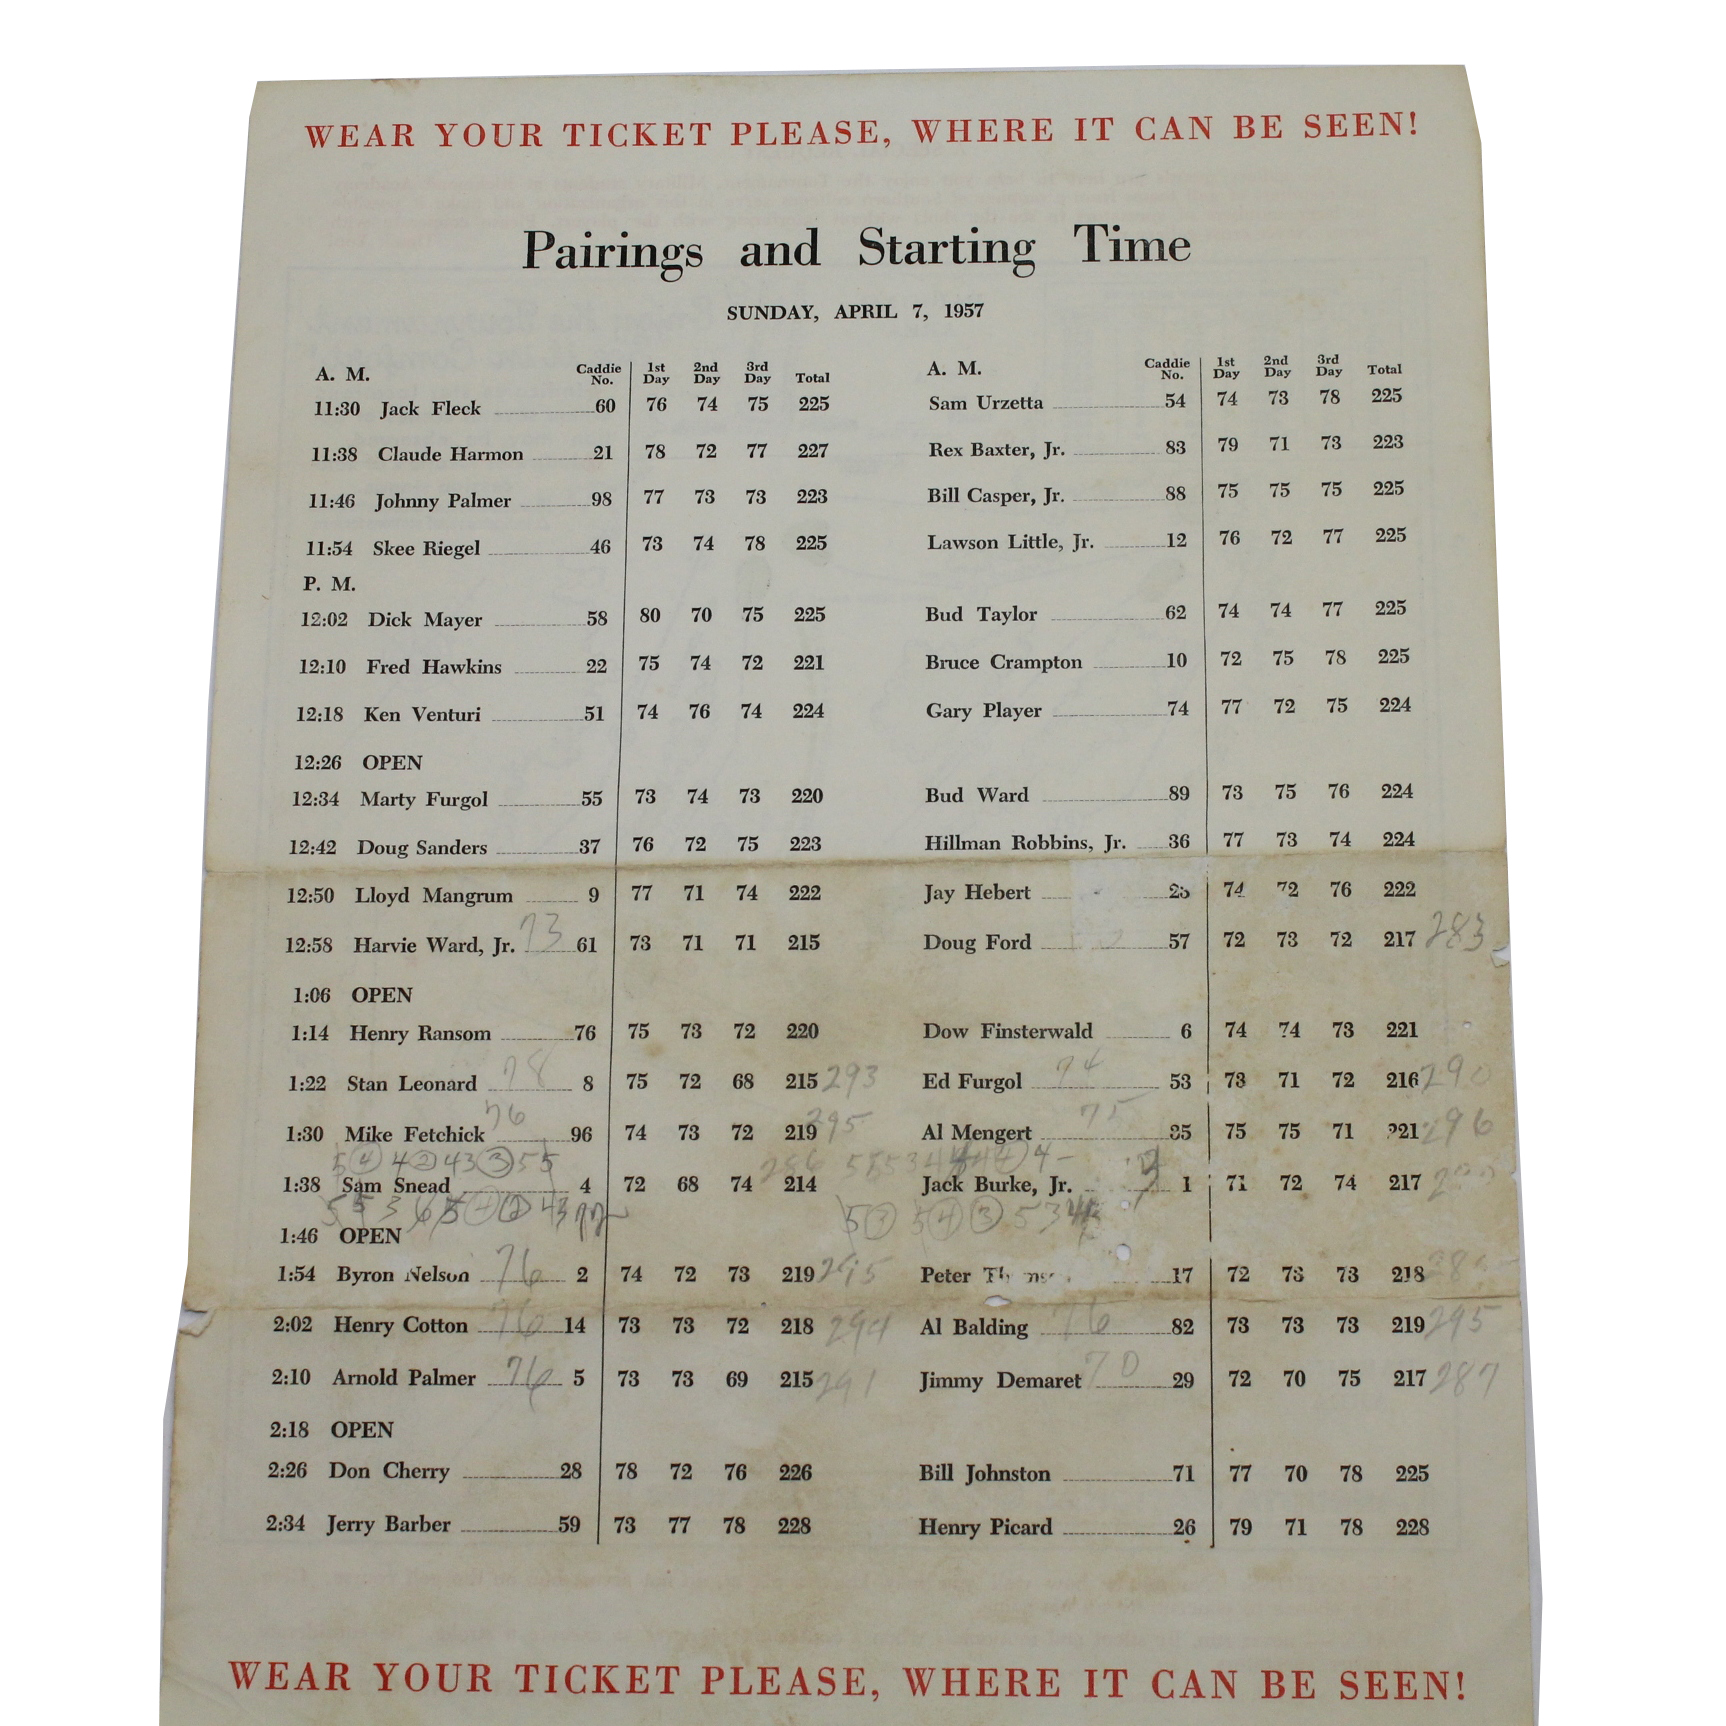 WEAR YOUR TICKET PLEASE, WHERE IT CAN BE SEEN!
Pairings and Starting Time
SUNDAY, APRIL 7, 1957
A. M. Caddie No. 1st Day 2nd Day 3rd Day Total A. M. Caddie No. 1st Day 2nd Day 3rd Day Total
11:30 Jack Fleck 60 76 74 75 225 Sam Urzetta 54 74 73 78 225
11:38 Claude Harmon 21 78 72 77 227 Rex Baxter, Jr. 83 79 71 73 223
11:46 Johnny Palmer 98 77 73 73 223 Bill Casper, Jr. 88 75 75 75 225
11:54 Skee Riegel 46 73 74 78 225 Lawson Little, Jr. 12 76 72 77 225
P. M.
12:02 Dick Mayer 58 80 70 75 225 Bud Taylor 62 74 74 77 225
12:10 Fred Hawkins 22 75 74 72 221 Bruce Crampton 10 72 75 78 225
12:18 Ken Venturi 51 74 76 74 224 Gary Player 74 77 72 75 224
12:26 OPEN
12:34 Marty Furgol 55 73 74 73 220 Bud Ward 89 73 75 76 224
12:42 Doug Sanders 37 76 72 75 223 Hillman Robbins, Jr. 36 77 73 74 224
12:50 Lloyd Mangrum 9 77 71 74 222 Jay Hebert 74 72 76 222
12:58 Harvie Ward, Jr. 73 61 73 71 71 215 Doug Ford 57 72 73 72 217 283
1:06 OPEN
1:14 Henry Ransom 76 75 73 72 220 Dow Finsterwald 6 74 74 73 221
1:22 Stan Leonard 78 8 75 72 68 215 293 Ed Furgol 74 53 73 71 72 216 290
1:30 Mike Fetchick 76 96 74 73 72 219 295 Al Mengert 75 85 75 75 71 221 296
5 4 4 2 4 3 3 5 5 286
1:38 Sam Snead 4 72 68 74 214 Jack Burke, Jr. 1 71 72 74 217
1:46 OPEN
1:54 Byron Nelson 76 2 74 72 73 219 295 Peter 17 72 73 73 218
2:02 Henry Cotton 76 14 73 73 72 218 294 Al Balding 76 82 73 73 73 219 295
2:10 Arnold Palmer 76 5 73 73 69 215 291 Jimmy Demaret 70 29 72 70 75 217 287
2:18 OPEN
2:26 Don Cherry 28 78 72 76 226 Bill Johnston 71 77 70 78 225
2:34 Jerry Barber 59 73 77 78 228 Henry Picard 26 79 71 78 228
WEAR YOUR TICKET PLEASE, WHERE IT CAN BE SEEN!